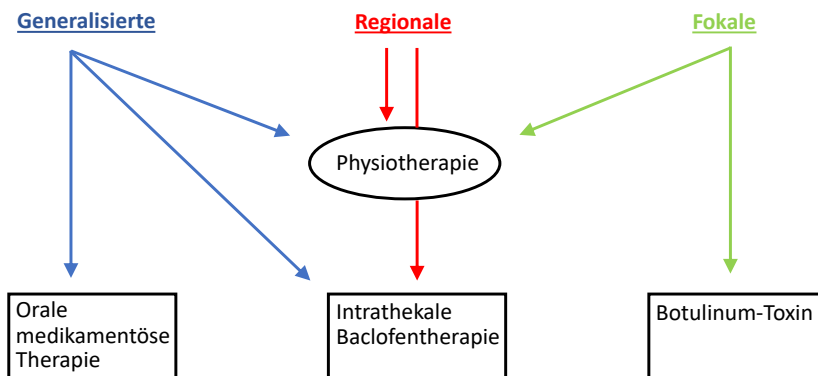 Generalisierte
Regionale
Fokale
Physiotherapie
Orale
medikamentöse
Therapie
Intrathekale
Baclofentherapie
Botulinum-Toxin